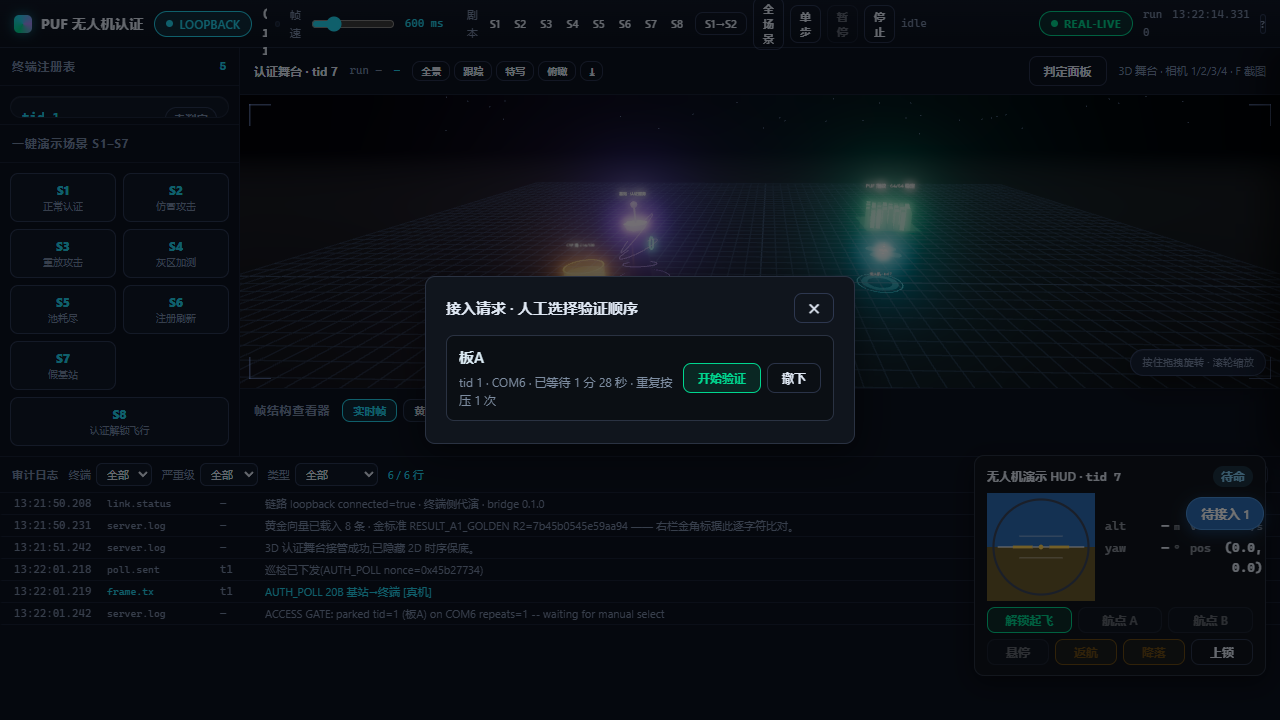 PUF 无人机认证
LOOPBACK
帧速
600 ms
剧本
S1 S2 S3 S4 S5 S6 S7 S8 S1→S2
全场景
单步
暂停
停止
idle
REAL-LIVE
run 13:22:14.331
0
终端注册表 5
认证舞台 · tid 7 run — —
全景 跟踪 特写 俯瞰 ⤓
判定面板
3D 舞台 · 相机 1/2/3/4 · F 截图
tid 1
一键演示场景 S1–S7
S1
正常认证
S2
仿冒攻击
S3
重放攻击
S4
灰区加测
S5
池耗尽
S6
注册刷新
S7
假基站
S8
认证解锁飞行
按住拖拽旋转 · 滚轮缩放
接入请求 · 人工选择验证顺序
✕
板A
tid 1 · COM6 · 已等待 1 分 28 秒 · 重复按
压 1 次
开始验证
撤下
帧结构查看器 实时帧 黄
审计日志 终端 全部 严重级 全部 类型 全部 6 / 6 行
13:21:50.208 link.status — 链路 loopback connected=true · 终端侧代演 · bridge 0.1.0
13:21:50.231 server.log — 黄金向量已载入 8 条 · 金标准 RESULT_A1_GOLDEN R2=7b45b0545e59aa94 —— 右栏金角标据此逐字符比对。
13:21:51.242 server.log — 3D 认证舞台接管成功,已隐藏 2D 时序保底。
13:22:01.218 poll.sent t1 巡检已下发(AUTH_POLL nonce=0x45b27734)
13:22:01.219 frame.tx t1 AUTH_POLL 20B 基站→终端 [真机]
13:22:01.242 server.log — ACCESS GATE: parked tid=1 (板A) on COM6 repeats=1 -- waiting for manual select
无人机演示 HUD · tid 7 待命
待接入 1
alt — m
yaw — ° pos (0.0,
0.0)
解锁起飞 航点 A 航点 B
悬停 返航 降落 上锁